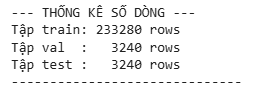 --- THỐNG KÊ SỐ DÒNG ---
Tập train: 233280 rows
Tập val  :   3240 rows
Tập test :   3240 rows
-----------------------------